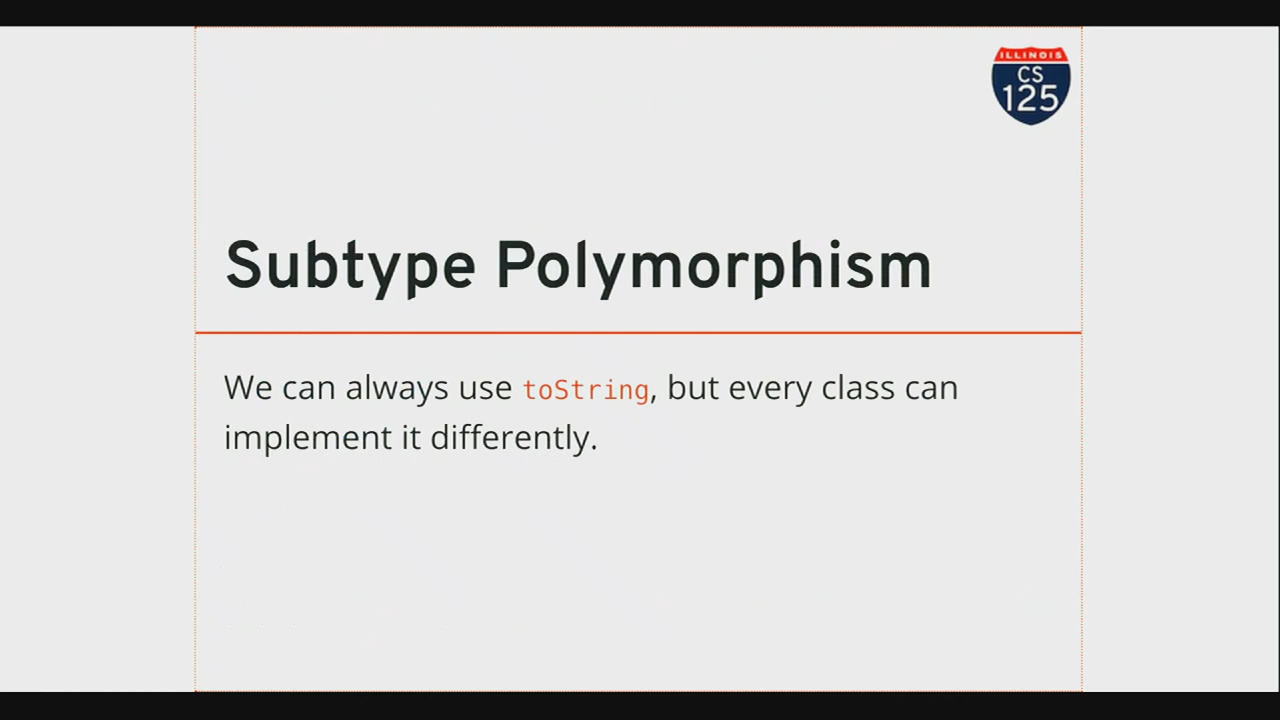 ILLINOIS
CS
125
Subtype Polymorphism
We can always use toString, but every class can
implement it differently.